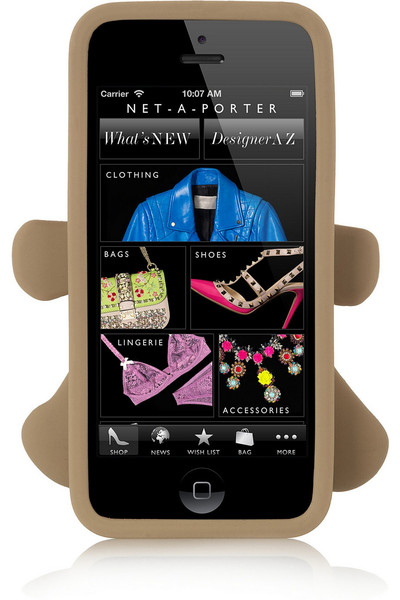 Carrier 10:07 AM
NET-A-PORTER
What's NEW Designer A-Z
CLOTHING
BAGS SHOES
LINGERIE
ACCESSORIES
SHOP NEWS WISH LIST BAG MORE